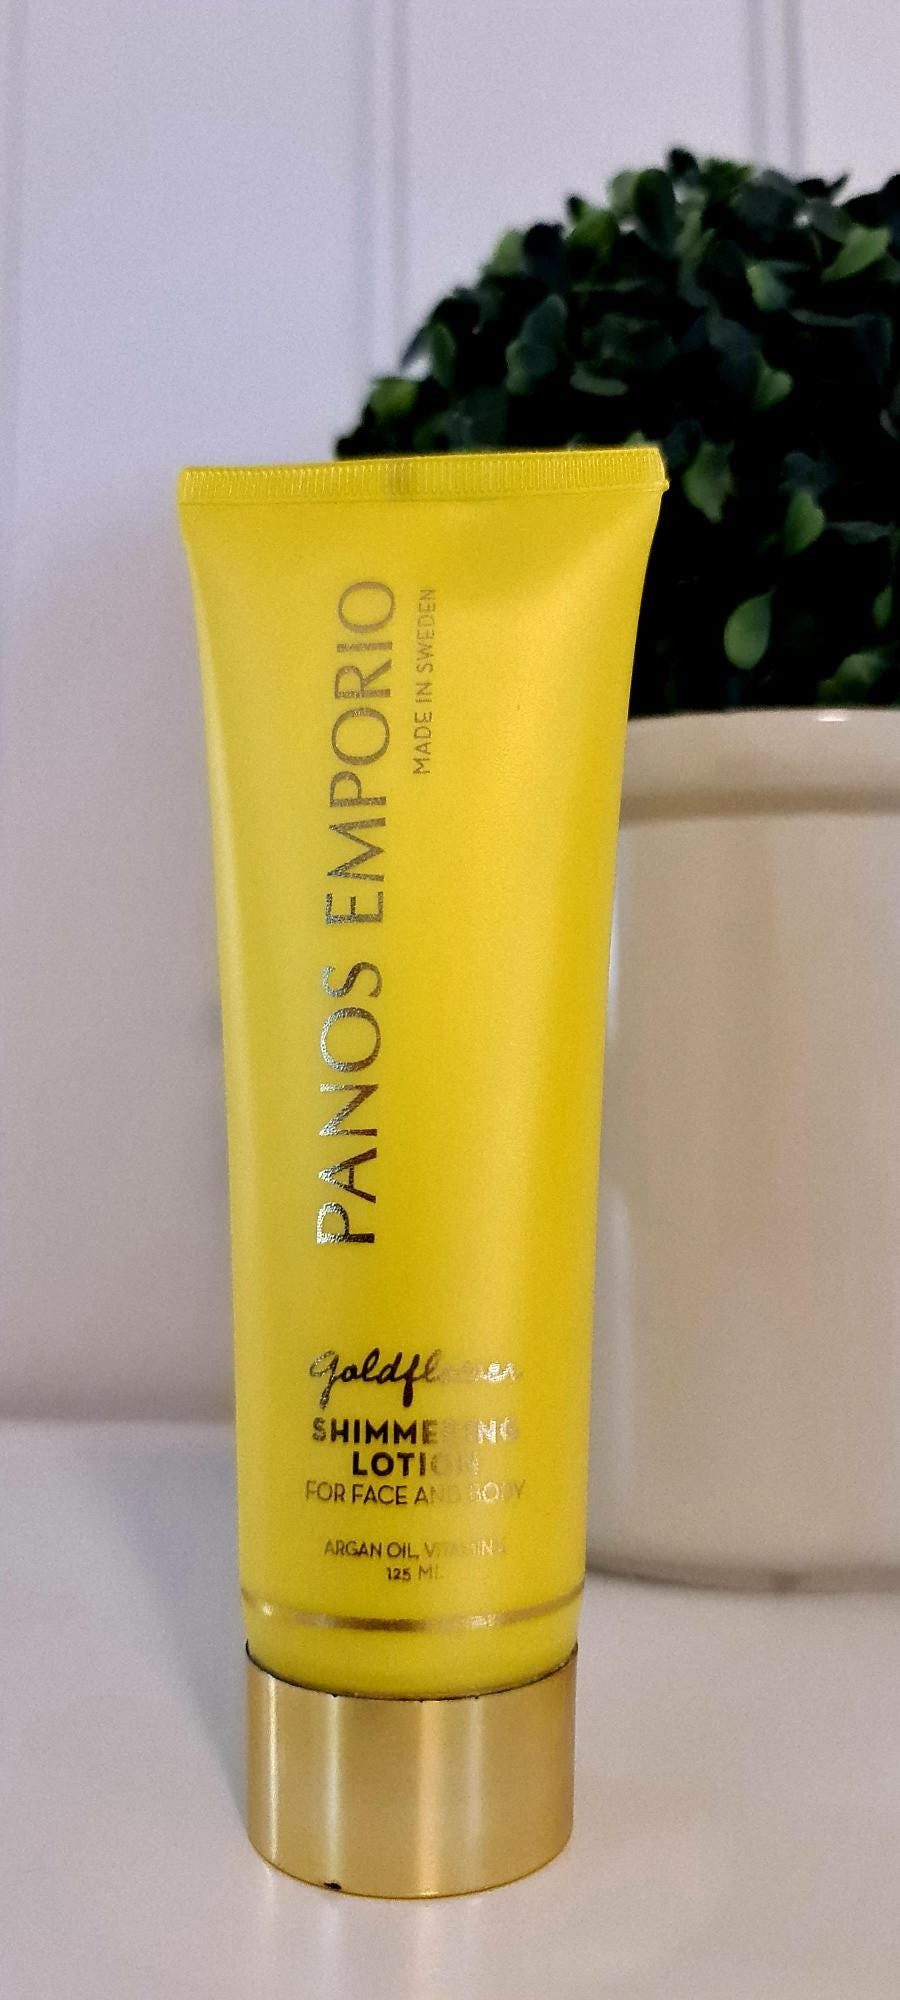 PANOS EMPORIO
MADE IN SWEDEN
Goldflower
SHIMMERING
LOTION
FOR FACE AND BODY
ARGAN OIL, VITAMIN
125 ML